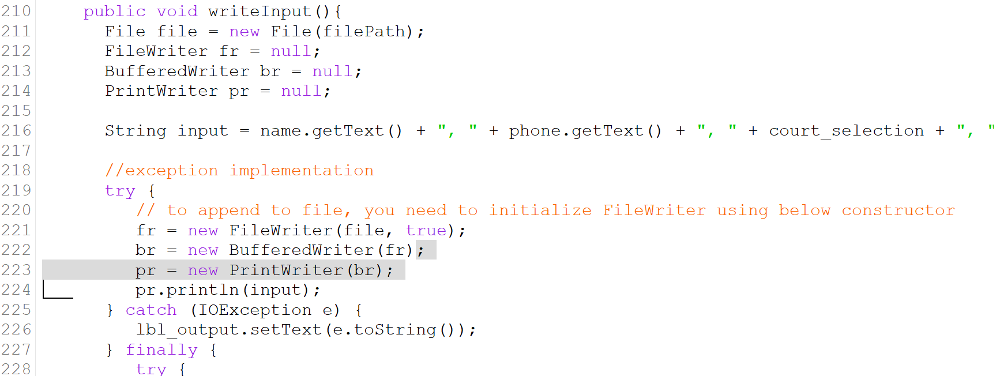 210 public void writeInput(){
211 File file = new File(filePath);
212 FileWriter fr = null;
213 BufferedWriter br = null;
214 PrintWriter pr = null;
215
216 String input = name.getText() + ", " + phone.getText() + ", " + court_selection + ", "
217
218 //exception implementation
219 try {
220 // to append to file, you need to initialize FileWriter using below constructor
221 fr = new FileWriter(file, true);
222 br = new BufferedWriter(fr);
223 pr = new PrintWriter(br);
224 pr.println(input);
225 } catch (IOException e) {
226 lbl_output.setText(e.toString());
227 } finally {
228 try {